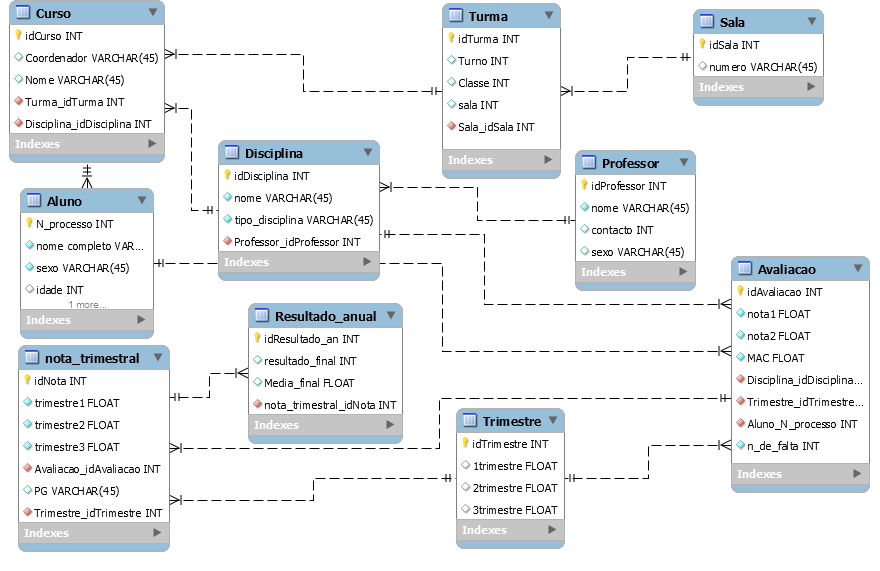 Curso
idCurso INT
Coordenador VARCHAR(45)
Nome VARCHAR(45)
Turma_idTurma INT
Disciplina_idDisciplina INT
Indexes
Turma
idTurma INT
Turno INT
Classe INT
sala INT
Sala_idSala INT
Indexes
Sala
idSala INT
numero VARCHAR(45)
Indexes
Disciplina
idDisciplina INT
nome VARCHAR(45)
tipo_disciplina VARCHAR(45)
Professor_idProfessor INT
Indexes
Professor
idProfessor INT
nome VARCHAR(45)
contacto INT
sexo VARCHAR(45)
Indexes
Aluno
N_processo INT
nome completo VAR...
sexo VARCHAR(45)
idade INT
1 more...
Indexes
Avaliacao
idAvaliacao INT
nota1 FLOAT
nota2 FLOAT
MAC FLOAT
Disciplina_idDisciplina...
Trimestre_idTrimestre...
Aluno_N_processo INT
n_de_falta INT
Indexes
Resultado_anual
idResultado_an INT
resultado_final INT
Media_final FLOAT
nota_trimestral_idNota INT
Indexes
nota_trimestral
idNota INT
trimestre1 FLOAT
trimestre2 FLOAT
trimestre3 FLOAT
Avaliacao_idAvaliacao INT
PG VARCHAR(45)
Trimestre_idTrimestre INT
Indexes
Trimestre
idTrimestre INT
1trimestre FLOAT
2trimestre FLOAT
3trimestre FLOAT
Indexes